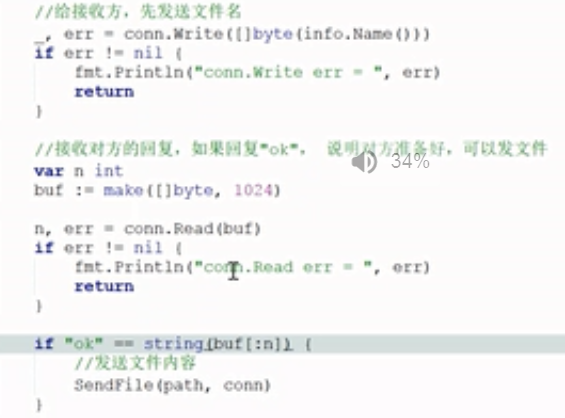 //给接收方，先发送文件名
_, err = conn.Write([]byte(info.Name()))
if err != nil {
    fmt.Println("conn.Write err = ", err)
    return
}

//接收对方的回复，如果回复"ok"， 说明对方准备好，可以发文件
34%
var n int
buf := make([]byte, 1024)

n, err = conn.Read(buf)
if err != nil {
    fmt.Println("conn.Read err = ", err)
    return
}

if "ok" == string(buf[:n]) {
    //发送文件内容
    SendFile(path, conn)
}